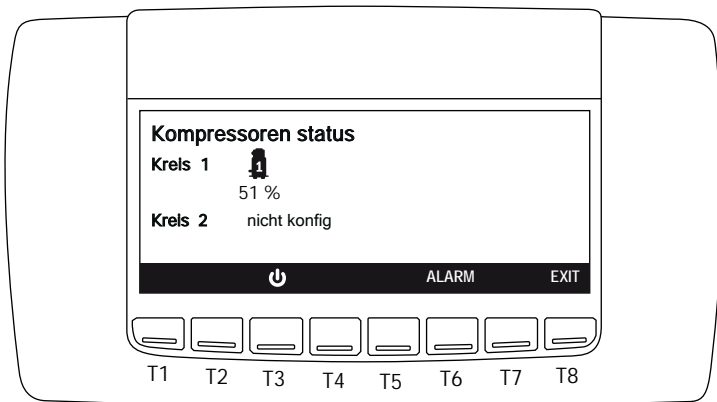 Kompressoren status
Kreis 1 1
51 %
Kreis 2 nicht konfig
ALARM EXIT
T1 T2 T3 T4 T5 T6 T7 T8